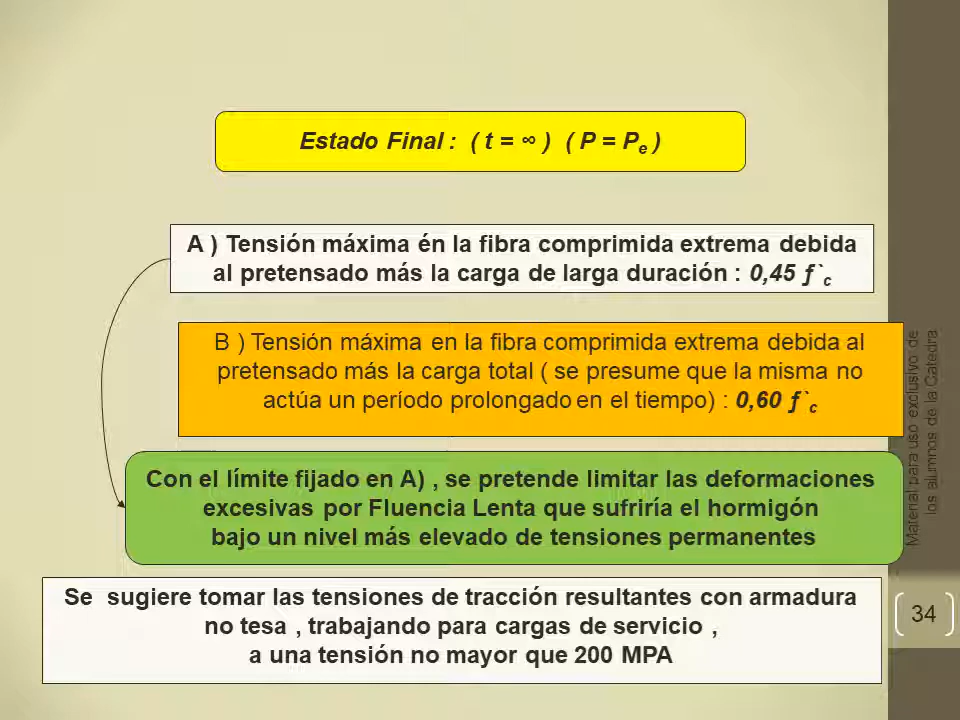 Estado Final : ( t = ∞ ) ( P = Pe )
A ) Tensión máxima én la fibra comprimida extrema debida
al pretensado más la carga de larga duración : 0,45 ƒ`c
B ) Tensión máxima en la fibra comprimida extrema debida al
pretensado más la carga total ( se presume que la misma no
actúa un período prolongado en el tiempo) : 0,60 ƒ`c
Con el límite fijado en A) , se pretende limitar las deformaciones
excesivas por Fluencia Lenta que sufriría el hormigón
bajo un nivel más elevado de tensiones permanentes
Se sugiere tomar las tensiones de tracción resultantes con armadura
no tesa , trabajando para cargas de servicio ,
a una tensión no mayor que 200 MPA
Material para uso exclusivo de
los alumnos de la Catedra
34